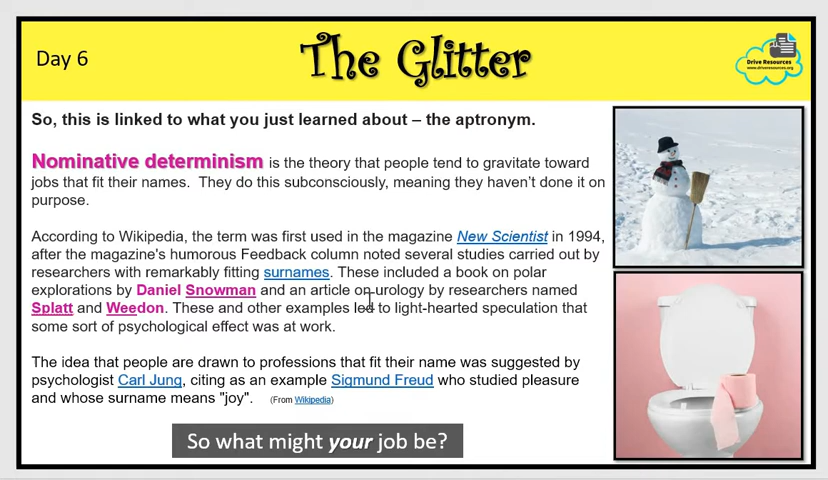 Day 6
The Glitter
Drive Resources
www.driveresources.org
So, this is linked to what you just learned about – the aptronym.
Nominative determinism is the theory that people tend to gravitate toward
jobs that fit their names.  They do this subconsciously, meaning they haven't done it on
purpose.
According to Wikipedia, the term was first used in the magazine New Scientist in 1994,
after the magazine's humorous Feedback column noted several studies carried out by
researchers with remarkably fitting surnames. These included a book on polar
explorations by Daniel Snowman and an article on urology by researchers named
Splatt and Weedon. These and other examples led to light-hearted speculation that
some sort of psychological effect was at work.
The idea that people are drawn to professions that fit their name was suggested by
psychologist Carl Jung, citing as an example Sigmund Freud who studied pleasure
and whose surname means "joy". (From Wikipedia)
So what might your job be?